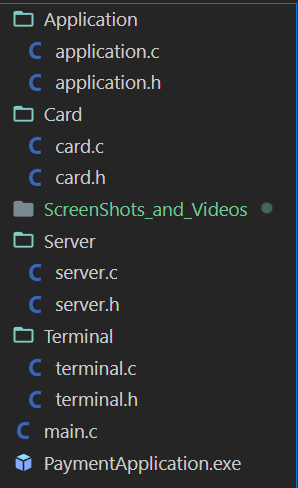 Application
application.c
application.h
Card
card.c
card.h
ScreenShots_and_Videos
Server
server.c
server.h
Terminal
terminal.c
terminal.h
main.c
PaymentApplication.exe